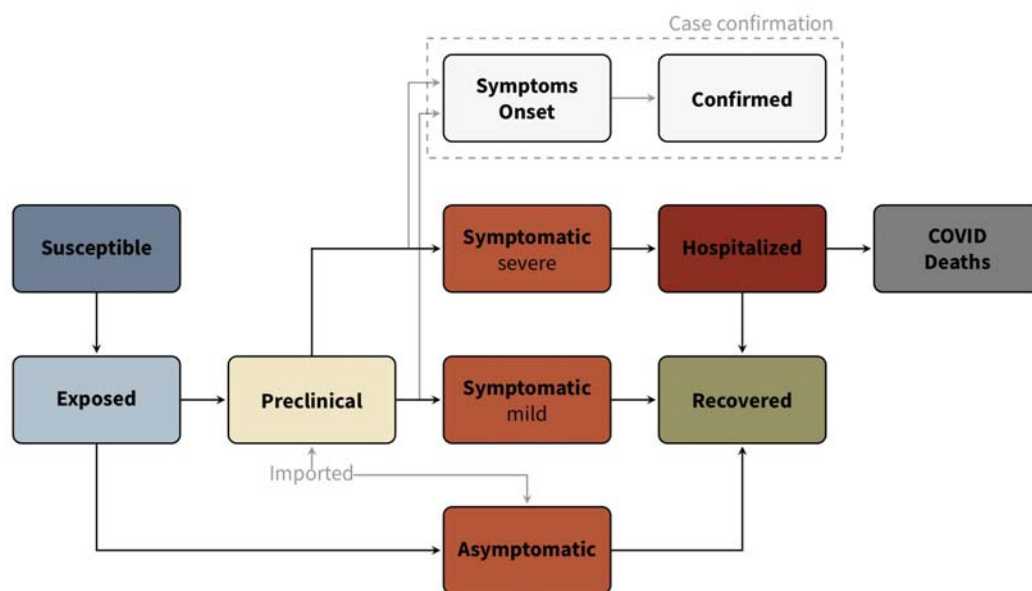 Case confirmation
Symptoms
Onset
Confirmed
Susceptible
Symptomatic
severe
Hospitalized
COVID
Deaths
Exposed
Preclinical
Symptomatic
mild
Recovered
Imported
Asymptomatic